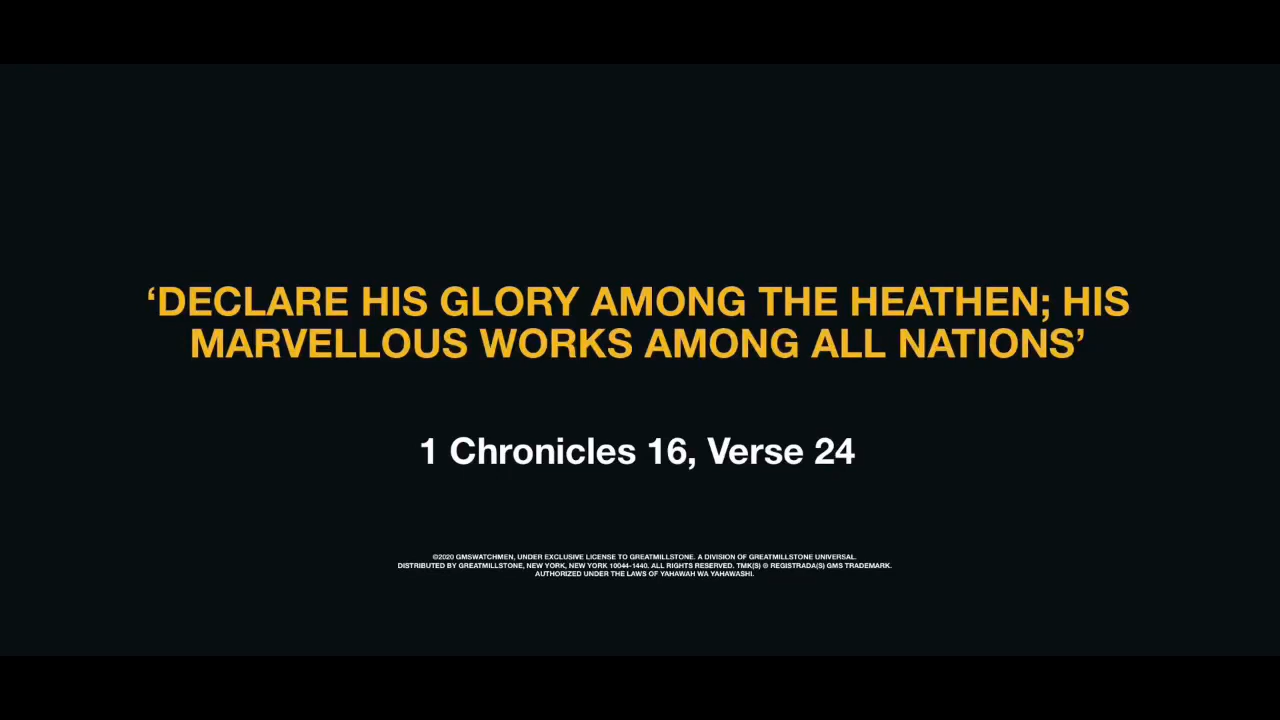 ‘DECLARE HIS GLORY AMONG THE HEATHEN; HIS
MARVELLOUS WORKS AMONG ALL NATIONS’
1 Chronicles 16, Verse 24
©2020 GMSWATCHMEN, UNDER EXCLUSIVE LICENSE TO GREATMILLSTONE. A DIVISION OF GREATMILLSTONE UNIVERSAL.
DISTRIBUTED BY GREATMILLSTONE, NEW YORK, NEW YORK 10044-1440. ALL RIGHTS RESERVED. TMK(S) ® REGISTRADA(S) GMS TRADEMARK.
AUTHORIZED UNDER THE LAWS OF YAHAWAH WA YAHAWASHI.